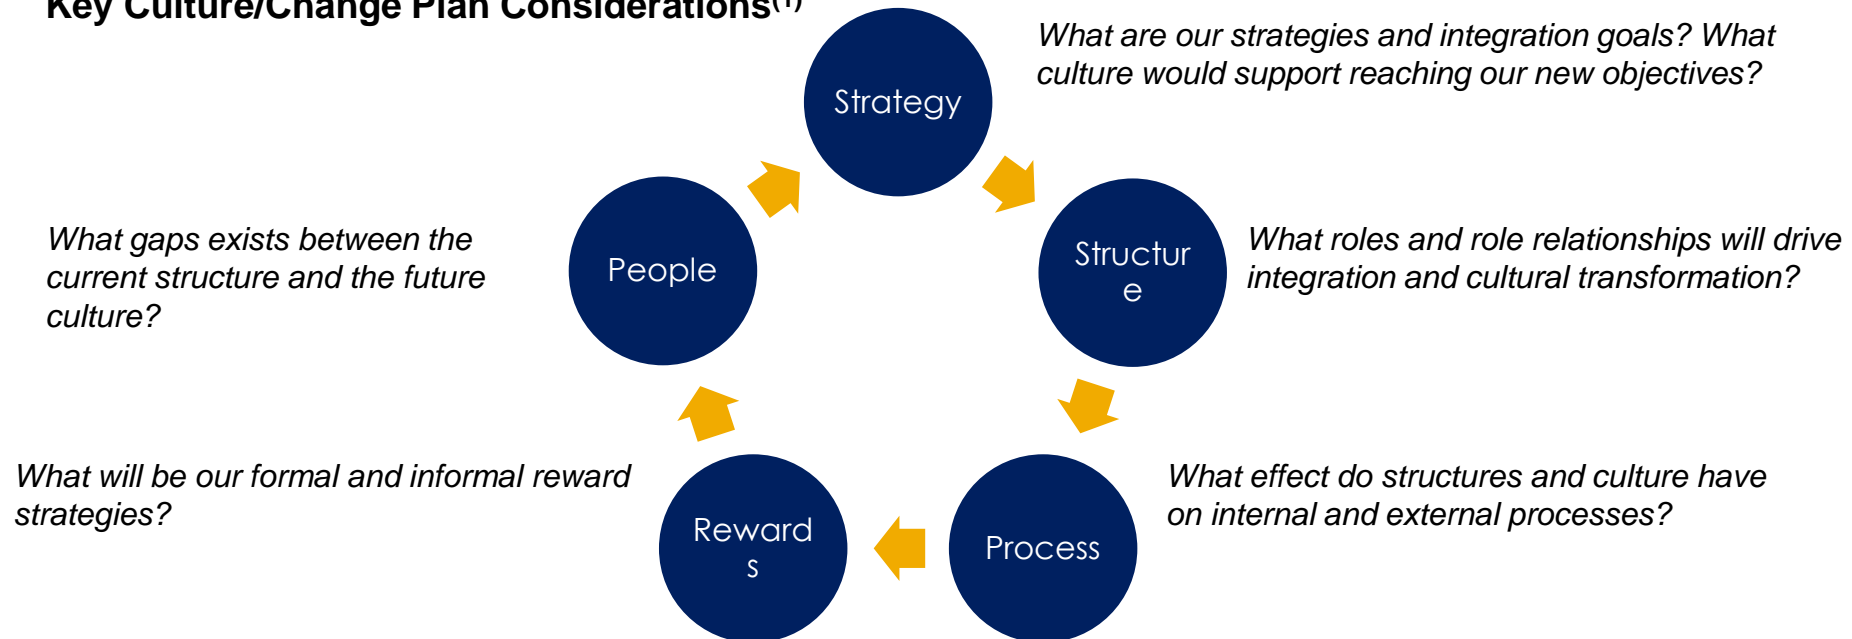 Key Culture/Change Plan Considerations(1)
What are our strategies and integration goals? What
culture would support reaching our new objectives?
Strategy
What gaps exists between the
current structure and the future
culture?
People
Structur
e
What roles and role relationships will drive
integration and cultural transformation?
What will be our formal and informal reward
strategies?
Reward
s
Process
What effect do structures and culture have
on internal and external processes?